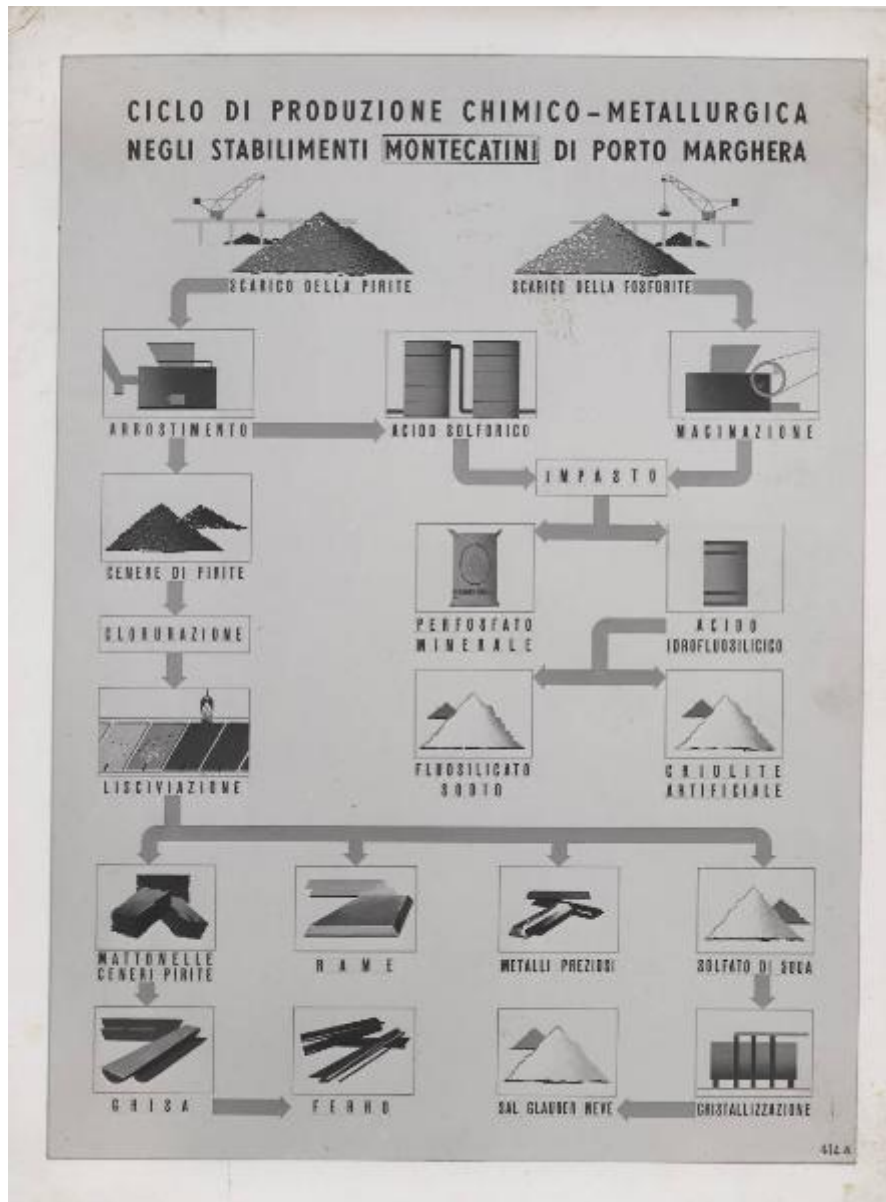 CICLO DI PRODUZIONE CHIMICO-METALLURGICA
NEGLI STABILIMENTI MONTECATINI DI PORTO MARGHERA
SCARICO DELLA PIRITE
SCARICO DELLA FOSFORITE
ARROSTIMENTO
ACIDO SOLFORICO
MACINAZIONE
IMPASTO
CENERE DI PIRITE
PERFOSFATO
MINERALE
ACIDO
IDROFLUOSILICICO
CLORURAZIONE
LISCIVIAZIONE
FLUOSILICATO
SODIO
CRIOLITE
ARTIFICIALE
MATTONELLE
CENERI PIRITE
RAME
METALLI PREZIOSI
SOLFATO DI SODA
GHISA
FERRO
SAL GLAUBER NEVE
CRISTALLIZZAZIONE